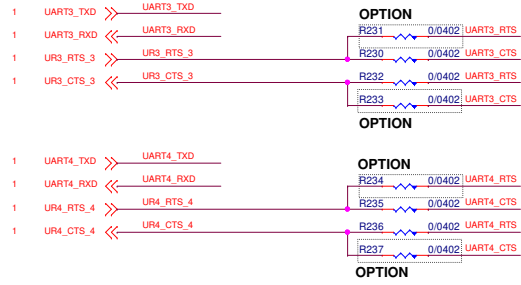 1 UART3_TXD UART3_TXD OPTION
1 UART3_RXD UART3_RXD R231 0/0402 UART3_RTS
1 UR3_RTS_3 UR3_RTS_3 R230 0/0402 UART3_CTS
1 UR3_CTS_3 UR3_CTS_3 R232 0/0402 UART3_RTS
R233 0/0402 UART3_CTS
OPTION
1 UART4_TXD UART4_TXD OPTION
1 UART4_RXD UART4_RXD R234 0/0402 UART4_RTS
1 UR4_RTS_4 UR4_RTS_4 R235 0/0402 UART4_CTS
1 UR4_CTS_4 UR4_CTS_4 R236 0/0402 UART4_RTS
R237 0/0402 UART4_CTS
OPTION